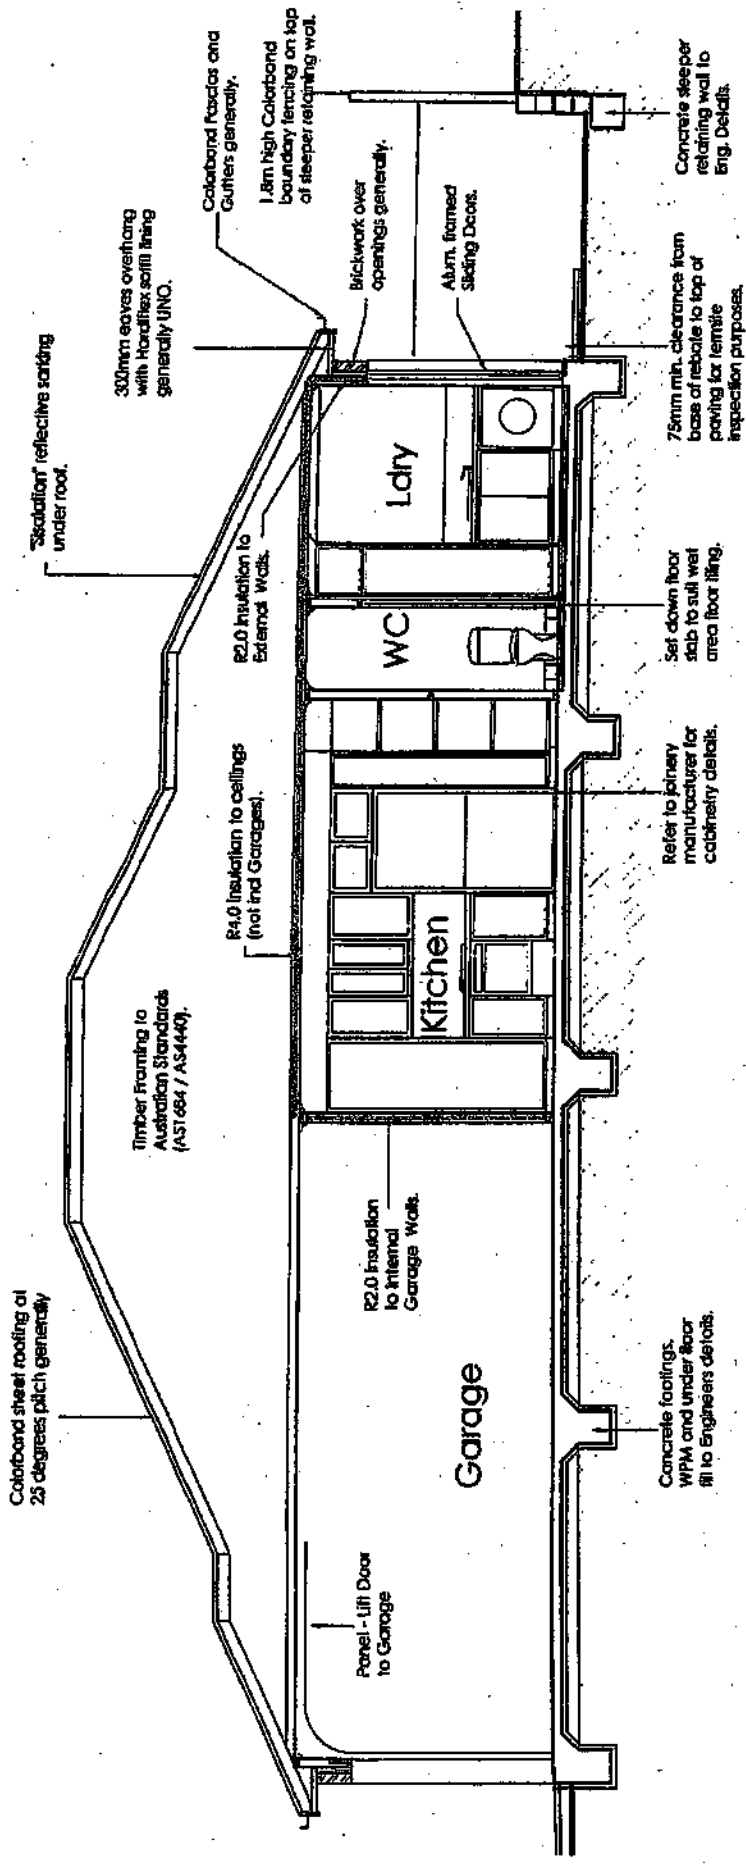 Colorbond sheet roofing at
25 degrees pitch generally
"Sisalation" reflective sarking
under roof.
300mm eaves overhang
with Hardiflex soffit lining
generally UNO.
Colorbond Fascias and
Gutters generally.
1.8m high Colorbond
boundary fencing on top
of sleeper retaining wall.
Timber Framing to
Australian Standards
(AS1684 / AS4440).
R4.0 Insulation to ceilings
(not incl Garages).
R2.0 Insulation to
External Walls.
Brickwork over
openings generally.
Alum. framed
Sliding Doors.
Panel - Lift Door
to Garage
R2.0 Insulation
to Internal
Garage Walls.
Garage
Kitchen
WC
Ldry
Concrete footings,
WPM and under floor
fill to Engineers details.
Refer to joinery
manufacturer for
cabinetry details.
Set down floor
slab to suit wet
area floor tiling.
75mm min. clearance from
base of rebate to top of
paving for termite
inspection purposes.
Concrete sleeper
retaining wall to
Eng. Details.